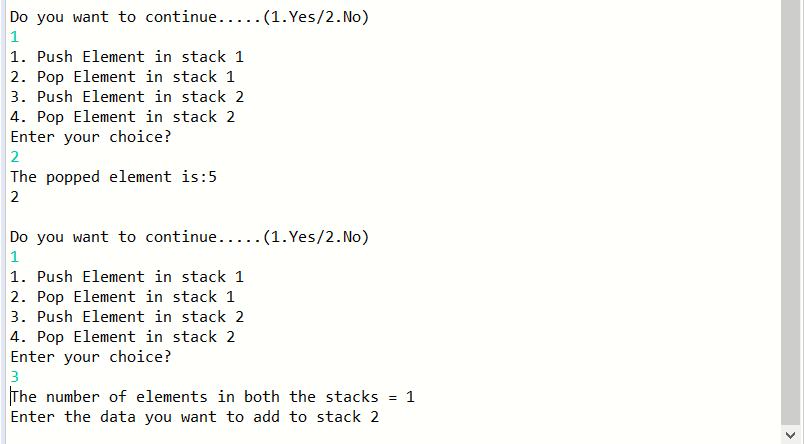 Do you want to continue.....(1.Yes/2.No)
1
1. Push Element in stack 1
2. Pop Element in stack 1
3. Push Element in stack 2
4. Pop Element in stack 2
Enter your choice?
2
The popped element is:5
2
Do you want to continue.....(1.Yes/2.No)
1
1. Push Element in stack 1
2. Pop Element in stack 1
3. Push Element in stack 2
4. Pop Element in stack 2
Enter your choice?
3
The number of elements in both the stacks = 1
Enter the data you want to add to stack 2